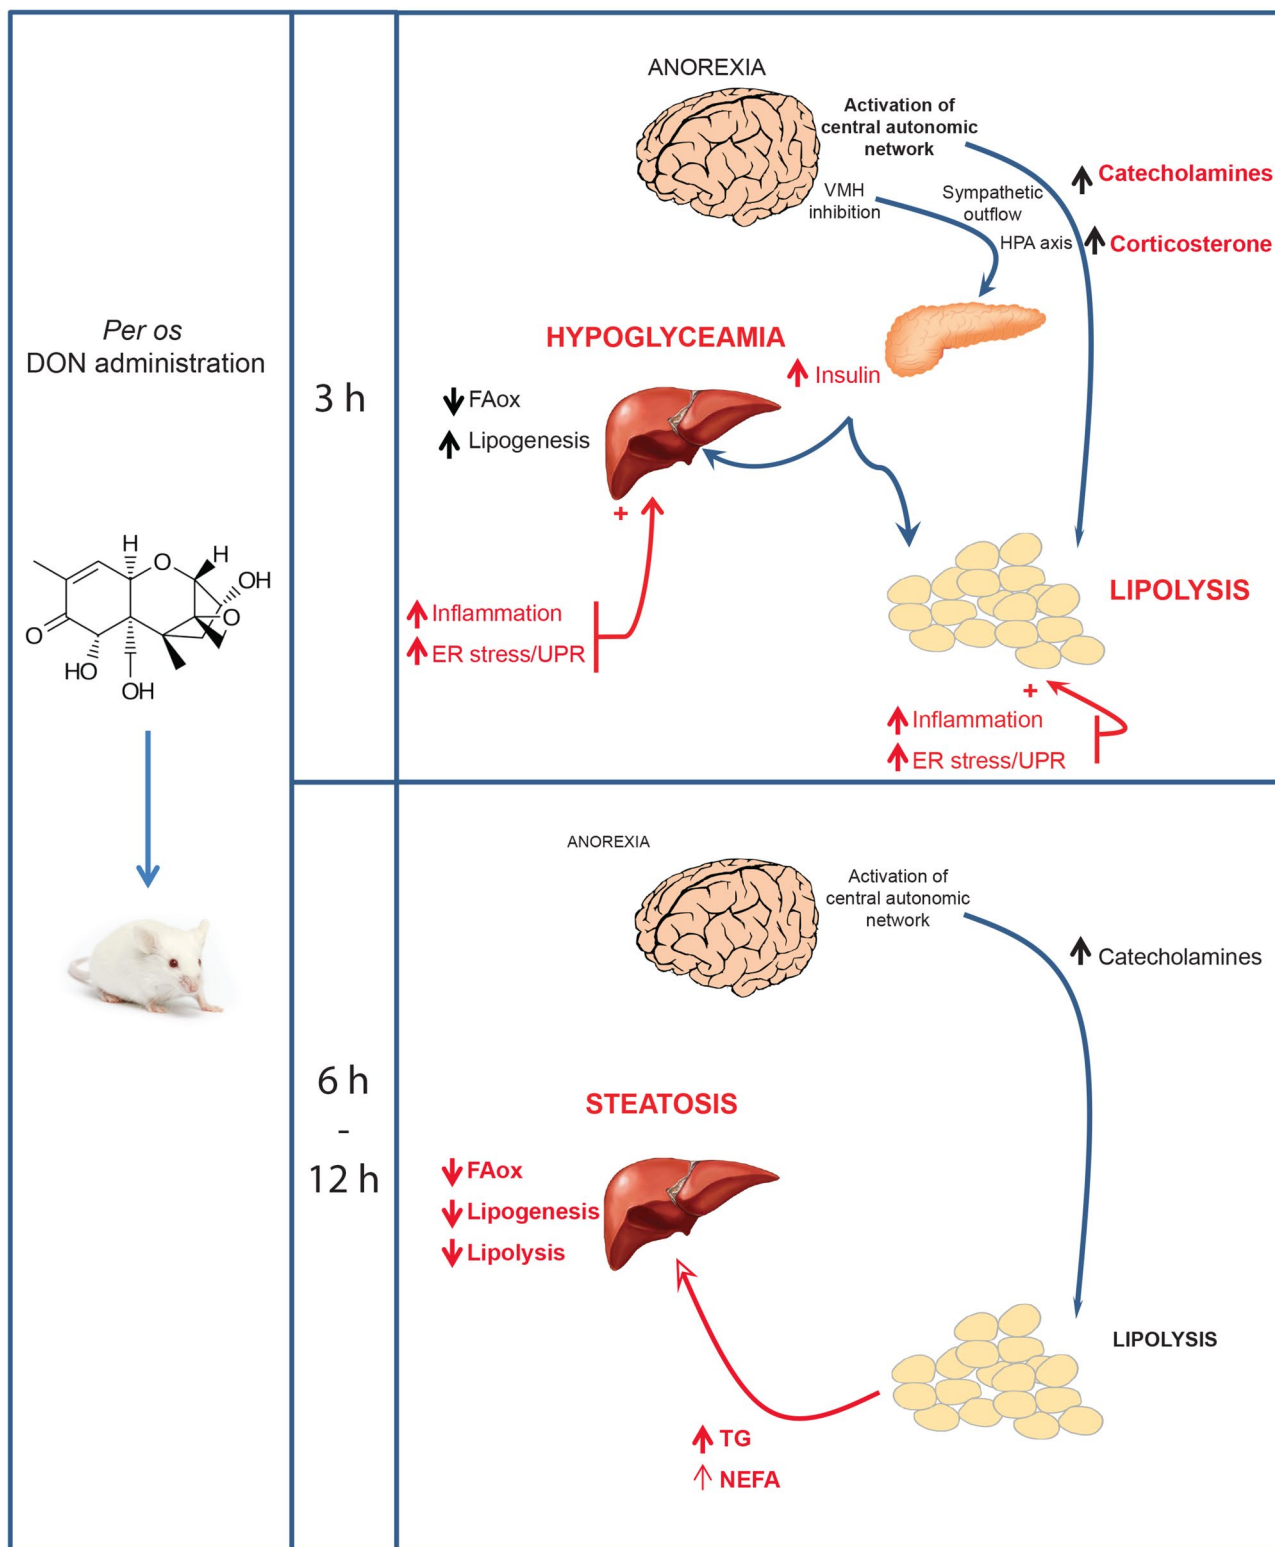 Per os
DON administration
H
O
H
OH
O
O
HO
OH
3 h
ANOREXIA
Activation of
central autonomic
network
VMH
inhibition
Sympathetic
outflow
HPA axis
↑ Catecholamines
↑ Corticosterone
HYPOGLYCEAMIA
↑ Insulin
↓ FAox
↑ Lipogenesis
+
↑ Inflammation
↑ ER stress/UPR
LIPOLYSIS
+
↑ Inflammation
↑ ER stress/UPR
6 h
-
12 h
ANOREXIA
Activation of
central autonomic
network
↑ Catecholamines
STEATOSIS
↓ FAox
↓ Lipogenesis
↓ Lipolysis
LIPOLYSIS
↑ TG
↑ NEFA